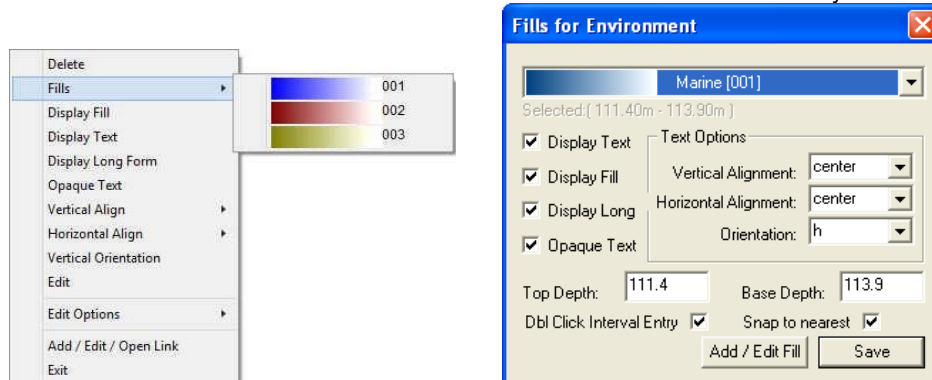 Delete
Fills
001
002
003
Display Fill
Display Text
Display Long Form
Opaque Text
Vertical Align
Horizontal Align
Vertical Orientation
Edit
Edit Options
Add / Edit / Open Link
Exit
Fills for Environment
Marine [001]
Selected:( 111.40m - 113.90m )
Display Text
Display Fill
Display Long
Opaque Text
Text Options
Vertical Alignment: center
Horizontal Alignment: center
Orientation: h
Top Depth: 111.4 Base Depth: 113.9
Dbl Click Interval Entry Snap to nearest
Add / Edit Fill Save